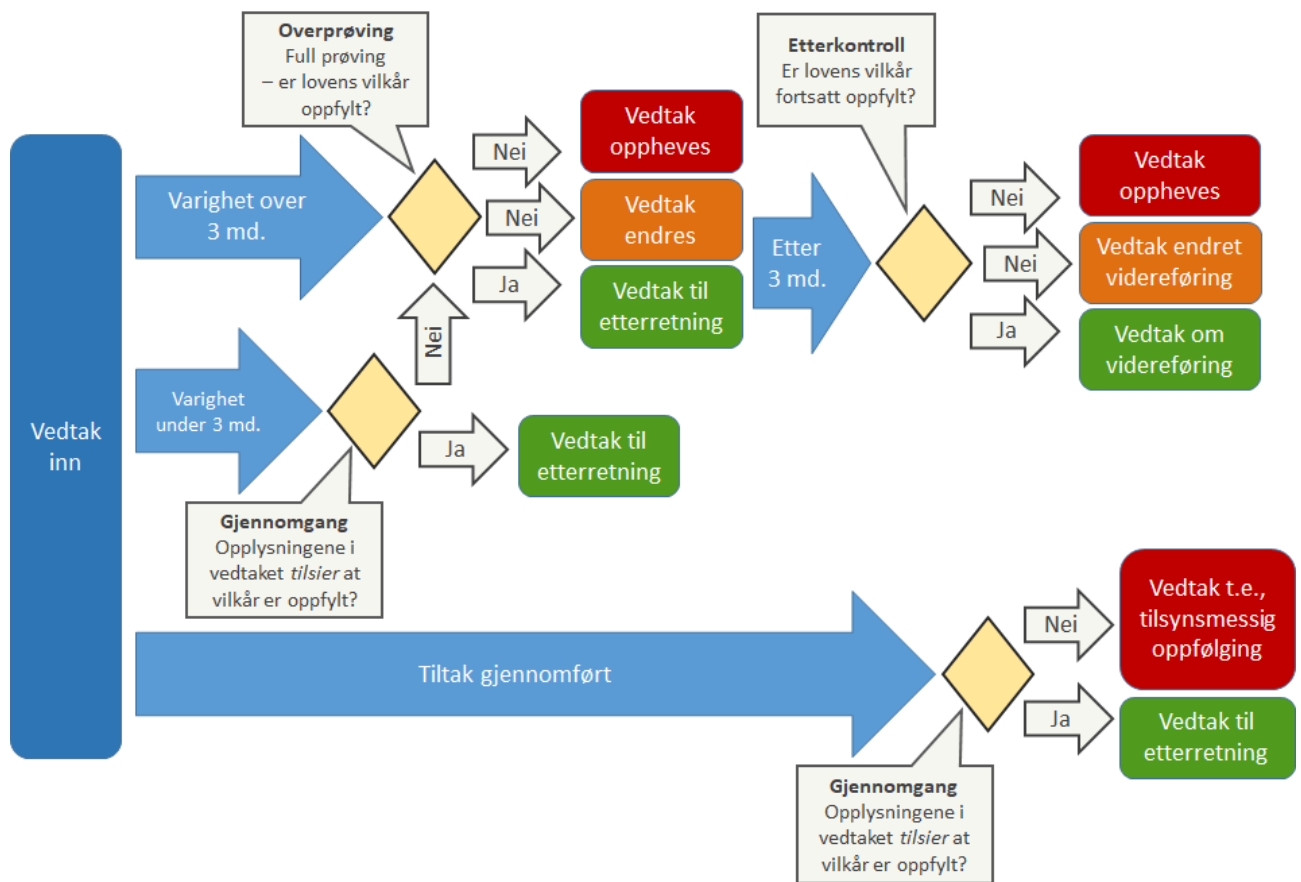 Overprøving
Full prøving
– er lovens vilkår
oppfylt?
Etterkontroll
Er lovens vilkår
fortsatt oppfylt?
Vedtak
inn
Varighet over
3 md.
Nei
Nei
Ja
Vedtak
oppheves
Vedtak
endres
Vedtak til
etterretning
Etter
3 md.
Nei
Nei
Ja
Vedtak
oppheves
Vedtak endret
videreføring
Vedtak om
videreføring
Nei
Varighet
under 3 md.
Ja
Vedtak til
etterretning
Gjennomgang
Opplysningene i
vedtaket tilsier at
vilkår er oppfylt?
Tiltak gjennomført
Nei
Ja
Vedtak t.e.,
tilsynsmessig
oppfølging
Vedtak til
etterretning
Gjennomgang
Opplysningene i
vedtaket tilsier at
vilkår er oppfylt?